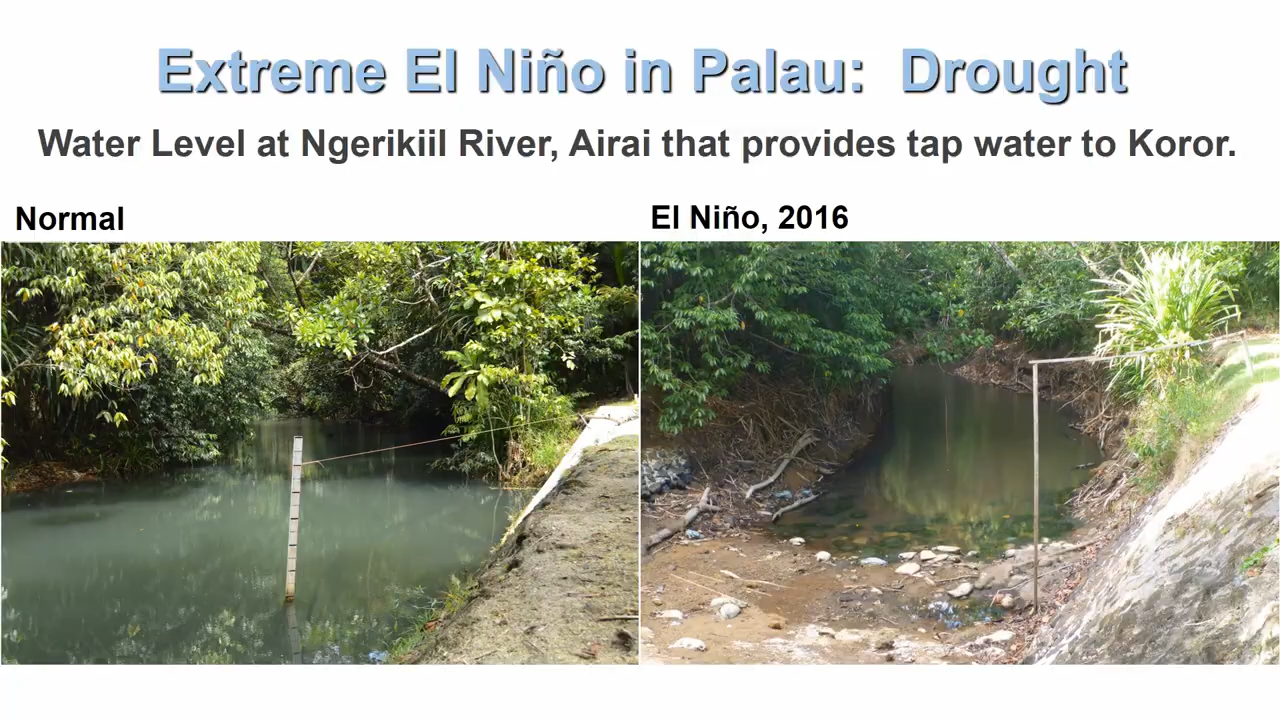 Extreme El Niño in Palau: Drought
Water Level at Ngerikiil River, Airai that provides tap water to Koror.
Normal
El Niño, 2016